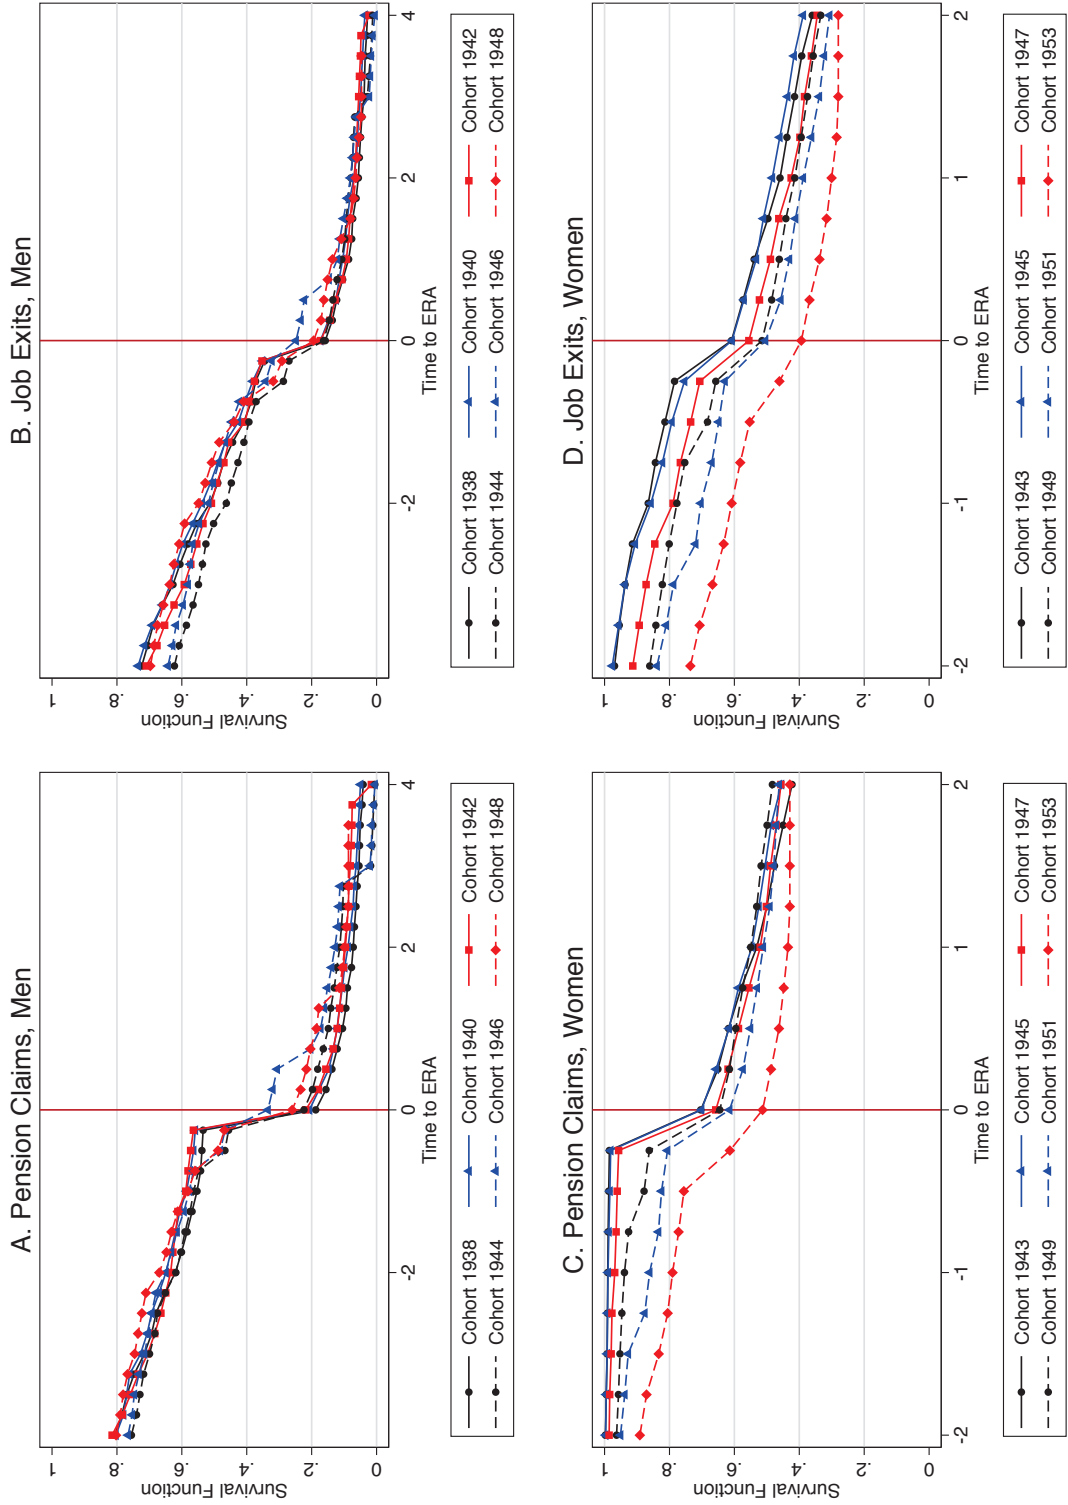 A. Pension Claims, Men
Survival Function
1
.8
.6
.4
.2
0
-2 0 2 4
Time to ERA
Cohort 1938 Cohort 1940 Cohort 1942
Cohort 1944 Cohort 1946 Cohort 1948
B. Job Exits, Men
Survival Function
1
.8
.6
.4
.2
0
-2 0 2 4
Time to ERA
Cohort 1938 Cohort 1940 Cohort 1942
Cohort 1944 Cohort 1946 Cohort 1948
C. Pension Claims, Women
Survival Function
1
.8
.6
.4
.2
0
-2 -1 0 1 2
Time to ERA
Cohort 1943 Cohort 1945 Cohort 1947
Cohort 1949 Cohort 1951 Cohort 1953
D. Job Exits, Women
Survival Function
1
.8
.6
.4
.2
0
-2 -1 0 1 2
Time to ERA
Cohort 1943 Cohort 1945 Cohort 1947
Cohort 1949 Cohort 1951 Cohort 1953